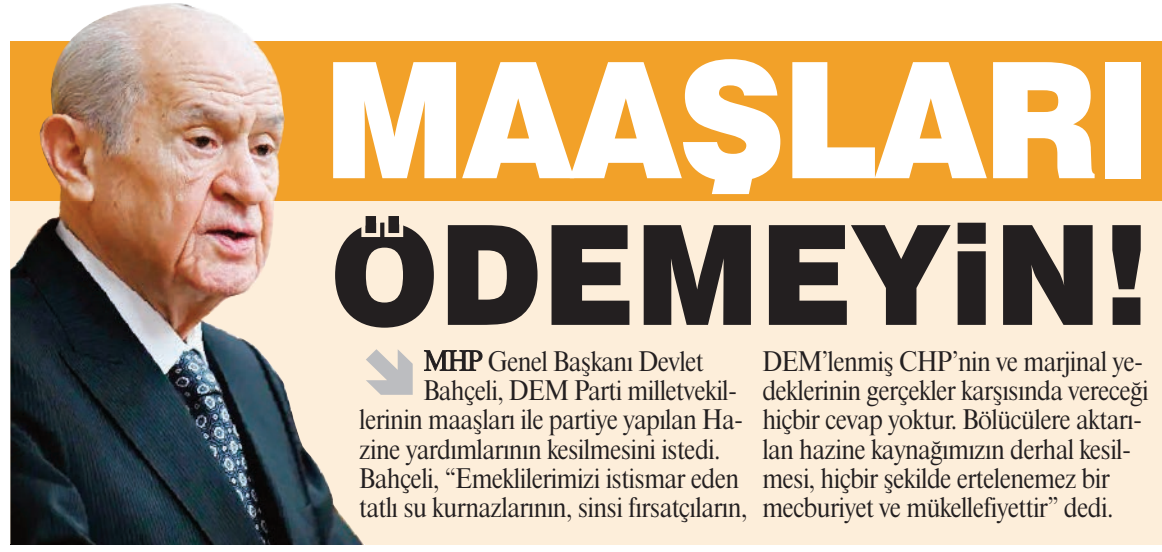 MAAŞLARI
ÖDEMEYiN!
MHP Genel Başkanı Devlet
Bahçeli, DEM Parti milletvekil-
lerinin maaşları ile partiye yapılan Ha-
zine yardımlarının kesilmesini istedi.
Bahçeli, “Emeklilerimizi istismar eden
tatlı su kurnazlarının, sinsi fırsatçıların,
DEM’lenmiş CHP’nin ve marjinal ye-
deklerinin gerçekler karşısında vereceği
hiçbir cevap yoktur. Bölücülere aktarı-
lan hazine kaynağımızın derhal kesil-
mesi, hiçbir şekilde ertelenemez bir
mecburiyet ve mükellefiyettir” dedi.